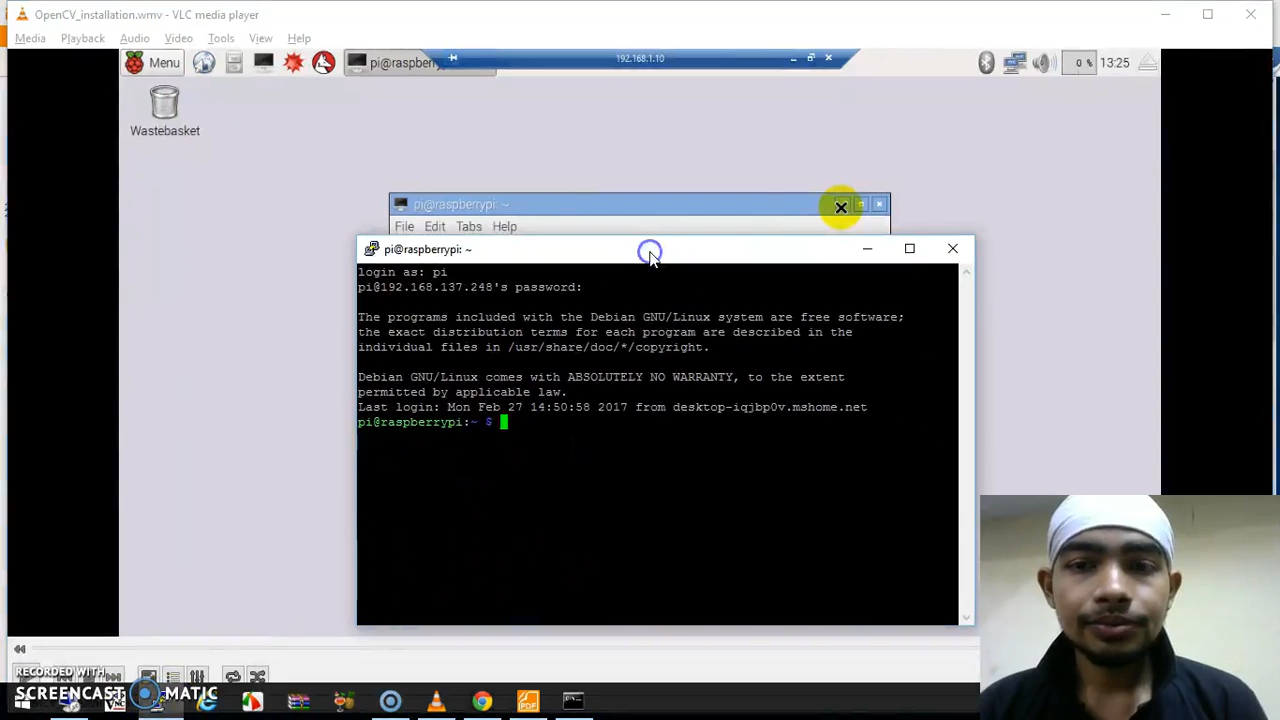 OpenCV_installation.wmv - VLC media player
Media Playback Audio Video Tools View Help
Menu
pi@raspberry
192.168.1.10
0 %
13:25
Wastebasket
pi@raspberrypi: ~
File Edit Tabs Help
pi@raspberrypi: ~
login as: pi
pi@192.168.137.248's password:
The programs included with the Debian GNU/Linux system are free software;
the exact distribution terms for each program are described in the
individual files in /usr/share/doc/*/copyright.
Debian GNU/Linux comes with ABSOLUTELY NO WARRANTY, to the extent
permitted by applicable law.
Last login: Mon Feb 27 14:50:58 2017 from desktop-iqjbp0v.mshome.net
pi@raspberrypi:~ $
RECORDED WITH
SCREENCAST MATIC
PDF